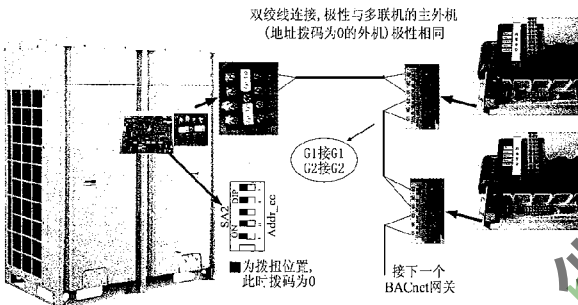 双绞线连接,极性与多联机的主外机
(地址拨码为0的外机)极性相同
G1接G1
G2接G2
SA2
ON DIP
Addr_cc
■为拨扭位置,
此时拨码为0
接下一个
BACnet网关